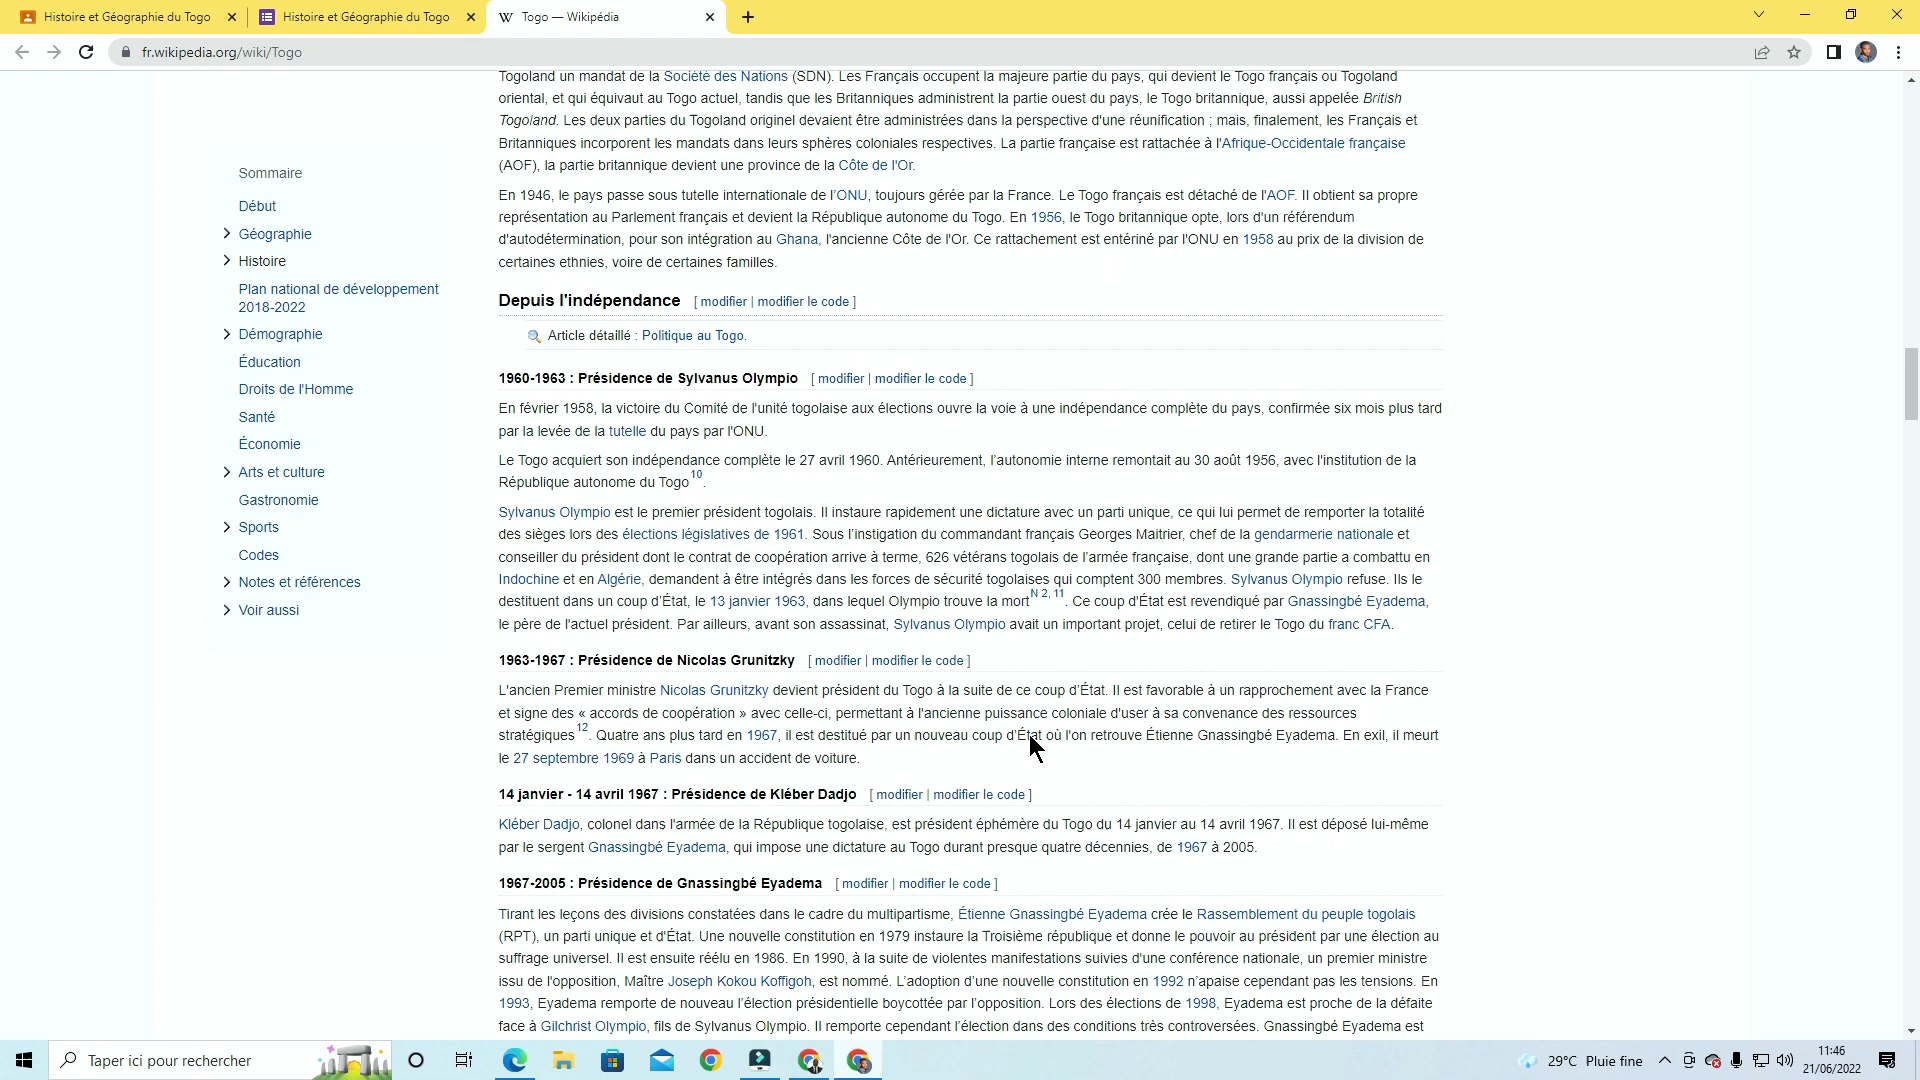 Histoire et Géographie du Togo
Histoire et Géographie du Togo
W Togo — Wikipédia
fr.wikipedia.org/wiki/Togo
Sommaire
Début
Géographie
Histoire
Plan national de développement
2018-2022
Démographie
Éducation
Droits de l'Homme
Santé
Économie
Arts et culture
Gastronomie
Sports
Codes
Notes et références
Voir aussi
Togoland un mandat de la Société des Nations (SDN). Les Français occupent la majeure partie du pays, qui devient le Togo français ou Togoland
oriental, et qui équivaut au Togo actuel, tandis que les Britanniques administrent la partie ouest du pays, le Togo britannique, aussi appelée British
Togoland. Les deux parties du Togoland originel devaient être administrées dans la perspective d'une réunification ; mais, finalement, les Français et
Britanniques incorporent les mandats dans leurs sphères coloniales respectives. La partie française est rattachée à l'Afrique-Occidentale française
(AOF), la partie britannique devient une province de la Côte de l'Or.
En 1946, le pays passe sous tutelle internationale de l'ONU, toujours gérée par la France. Le Togo français est détaché de l'AOF. Il obtient sa propre
représentation au Parlement français et devient la République autonome du Togo. En 1956, le Togo britannique opte, lors d'un référendum
d'autodétermination, pour son intégration au Ghana, l'ancienne Côte de l'Or. Ce rattachement est entériné par l'ONU en 1958 au prix de la division de
certaines ethnies, voire de certaines familles.
Depuis l'indépendance [ modifier | modifier le code ]
Article détaillé : Politique au Togo.
1960-1963 : Présidence de Sylvanus Olympio [ modifier | modifier le code ]
En février 1958, la victoire du Comité de l'unité togolaise aux élections ouvre la voie à une indépendance complète du pays, confirmée six mois plus tard
par la levée de la tutelle du pays par l'ONU.
Le Togo acquiert son indépendance complète le 27 avril 1960. Antérieurement, l'autonomie interne remontait au 30 août 1956, avec l'institution de la
République autonome du Togo 10.
Sylvanus Olympio est le premier président togolais. Il instaure rapidement une dictature avec un parti unique, ce qui lui permet de remporter la totalité
des sièges lors des élections législatives de 1961. Sous l'instigation du commandant français Georges Maitrier, chef de la gendarmerie nationale et
conseiller du président dont le contrat de coopération arrive à terme, 626 vétérans togolais de l'armée française, dont une grande partie a combattu en
Indochine et en Algérie, demandent à être intégrés dans les forces de sécurité togolaises qui comptent 300 membres. Sylvanus Olympio refuse. Ils le
destituent dans un coup d'État, le 13 janvier 1963, dans lequel Olympio trouve la mort N 2, 11. Ce coup d'État est revendiqué par Gnassingbé Eyadema,
le père de l'actuel président. Par ailleurs, avant son assassinat, Sylvanus Olympio avait un important projet, celui de retirer le Togo du franc CFA.
1963-1967 : Présidence de Nicolas Grunitzky [ modifier | modifier le code ]
L'ancien Premier ministre Nicolas Grunitzky devient président du Togo à la suite de ce coup d'État. Il est favorable à un rapprochement avec la France
et signe des « accords de coopération » avec celle-ci, permettant à l'ancienne puissance coloniale d'user à sa convenance des ressources
stratégiques 12. Quatre ans plus tard en 1967, il est destitué par un nouveau coup d'État où l'on retrouve Étienne Gnassingbé Eyadema. En exil, il meurt
le 27 septembre 1969 à Paris dans un accident de voiture.
14 janvier - 14 avril 1967 : Présidence de Kléber Dadjo [ modifier | modifier le code ]
Kléber Dadjo, colonel dans l'armée de la République togolaise, est président éphémère du Togo du 14 janvier au 14 avril 1967. Il est déposé lui-même
par le sergent Gnassingbé Eyadema, qui impose une dictature au Togo durant presque quatre décennies, de 1967 à 2005.
1967-2005 : Présidence de Gnassingbé Eyadema [ modifier | modifier le code ]
Tirant les leçons des divisions constatées dans le cadre du multipartisme, Étienne Gnassingbé Eyadema crée le Rassemblement du peuple togolais
(RPT), un parti unique et d'État. Une nouvelle constitution en 1979 instaure la Troisième république et donne le pouvoir au président par une élection au
suffrage universel. Il est ensuite réélu en 1986. En 1990, à la suite de violentes manifestations suivies d'une conférence nationale, un premier ministre
issu de l'opposition, Maître Joseph Kokou Koffigoh, est nommé. L'adoption d'une nouvelle constitution en 1992 n'apaise cependant pas les tensions. En
1993, Eyadema remporte de nouveau l'élection présidentielle boycottée par l'opposition. Lors des élections de 1998, Eyadema est proche de la défaite
face à Gilchrist Olympio, fils de Sylvanus Olympio. Il remporte cependant l'élection dans des conditions très controversées. Gnassingbé Eyadema est
Taper ici pour rechercher
29°C Pluie fine
11:46
21/06/2022